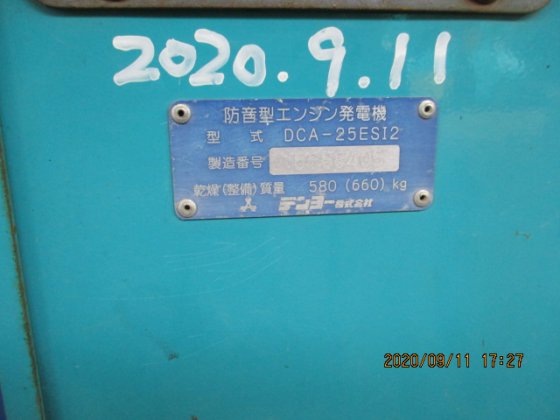 2020.9.11
防音型エンジン発電機
型式 DCA-25ESI2
製造番号
乾燥(整備)質量 580 (660) kg
デンヨー株式会社
2020/09/11 17:27